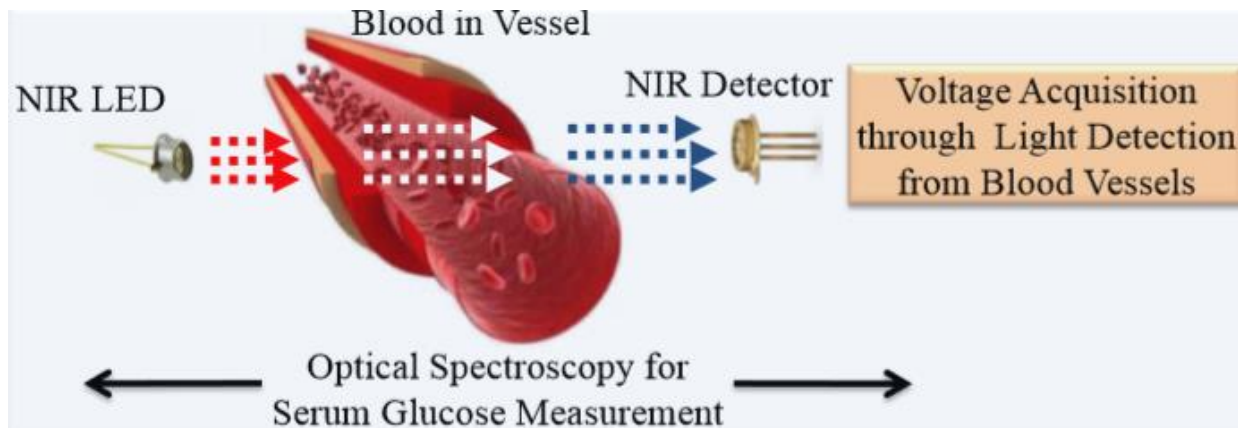 Blood in Vessel
NIR LED
NIR Detector
Voltage Acquisition
through Light Detection
from Blood Vessels
Optical Spectroscopy for
Serum Glucose Measurement